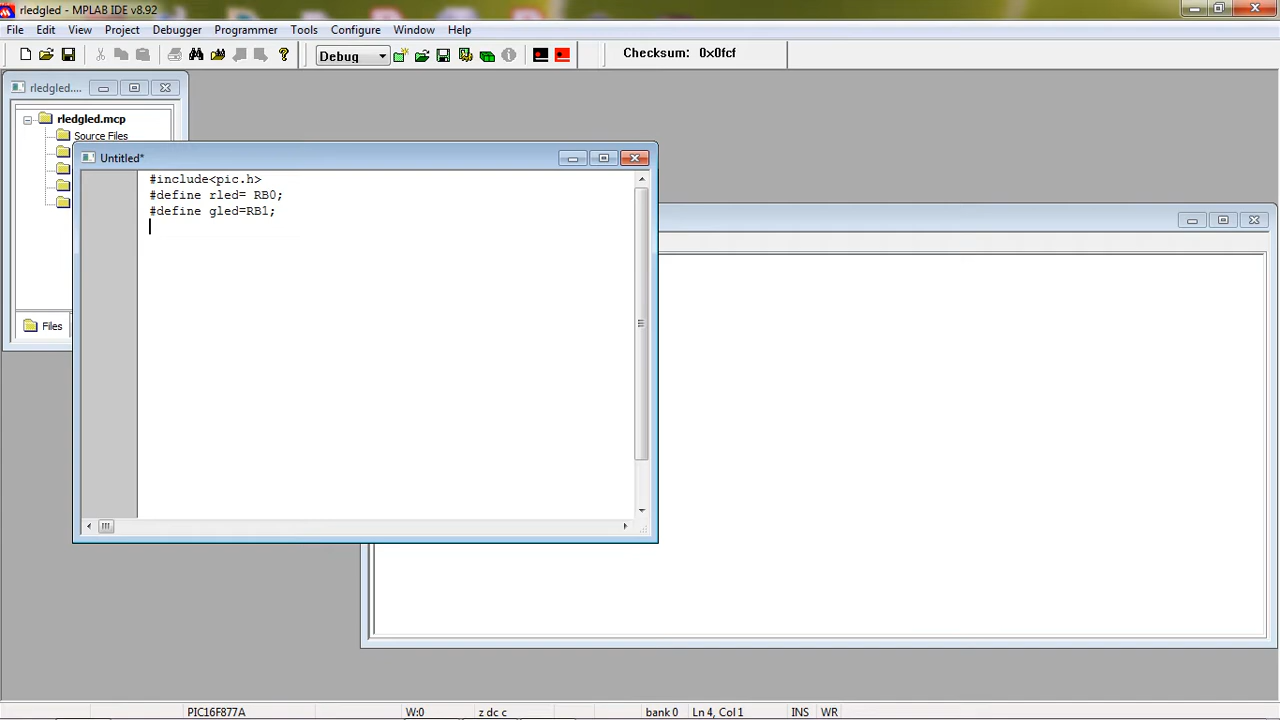 rledgled - MPLAB IDE v8.92
File Edit View Project Debugger Programmer Tools Configure Window Help
Debug
Checksum: 0x0fcf
rledgled....
rledgled.mcp
Source Files
Files
Untitled*
#include<pic.h>
#define rled= RB0;
#define gled=RB1;
PIC16F877A W:0 z dc c bank 0 Ln 4, Col 1 INS WR